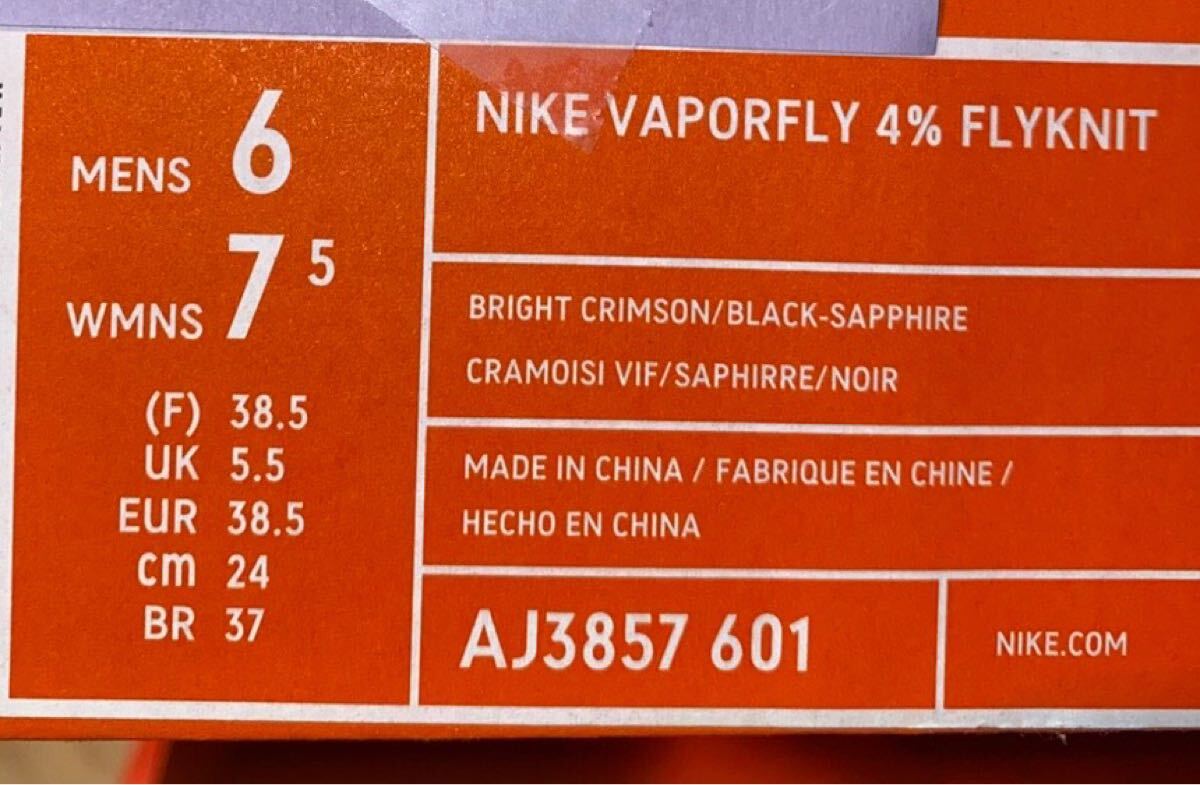 MENS 6
WMNS 7 5
(F) 38.5
UK 5.5
EUR 38.5
cm 24
BR 37
NIKE VAPORFLY 4% FLYKNIT
BRIGHT CRIMSON/BLACK-SAPPHIRE
CRAMOISI VIF/SAPHIRRE/NOIR
MADE IN CHINA / FABRIQUE EN CHINE /
HECHO EN CHINA
AJ3857 601
NIKE.COM